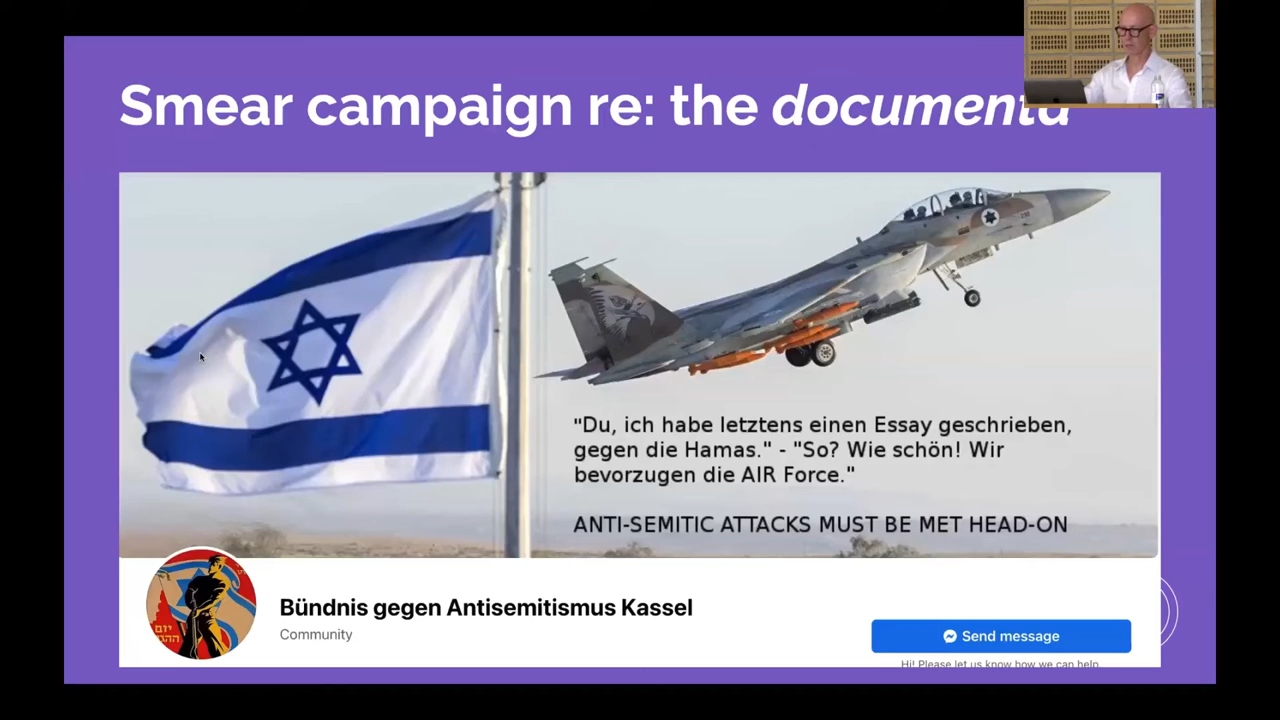 Smear campaign re: the documenta
"Du, ich habe letztens einen Essay geschrieben,
gegen die Hamas." - "So? Wie schön! Wir
bevorzugen die AIR Force."
ANTI-SEMITIC ATTACKS MUST BE MET HEAD-ON
Bündnis gegen Antisemitismus Kassel
Community
Send message
Hi! Please let us know how we can help.